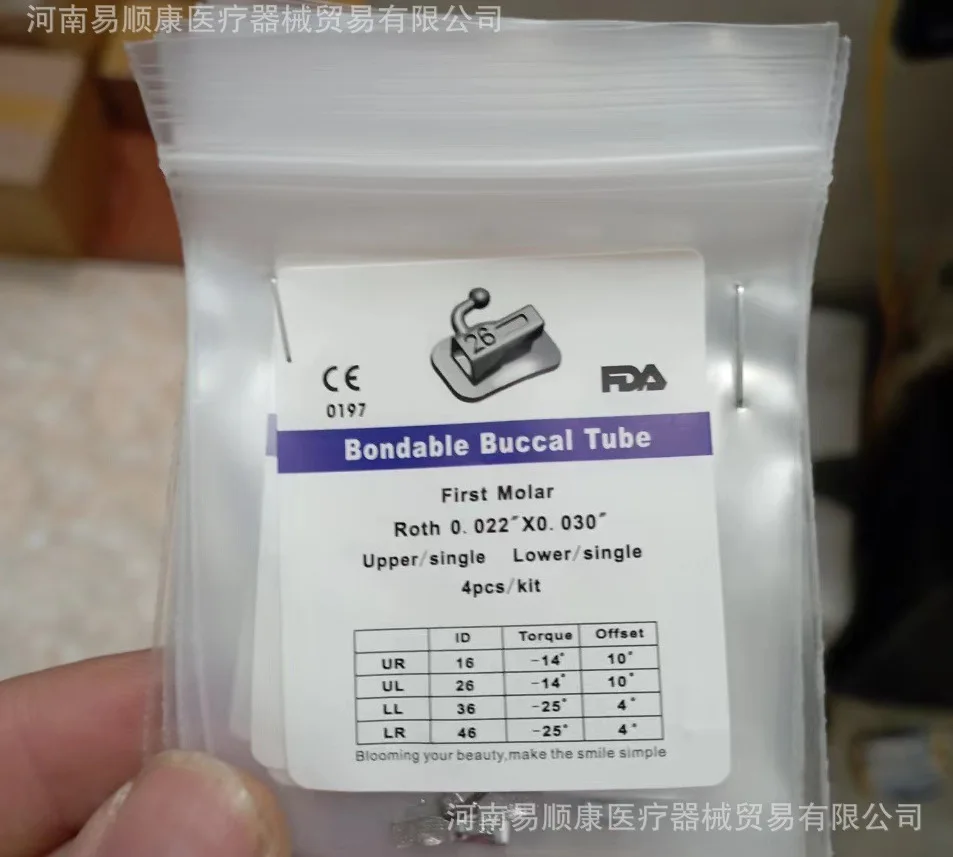 河南易顺康医疗器械贸易有限公司
26
CE
0197
FDA
Bondable Buccal Tube
First Molar
Roth 0.022″X0.030″
Upper/single Lower/single
4pcs/kit
ID Torque Offset
UR 16 -14° 10°
UL 26 -14° 10°
LL 36 -25° 4°
LR 46 -25° 4°
Blooming your beauty,make the smile simple
河南易顺康医疗器械贸易有限公司